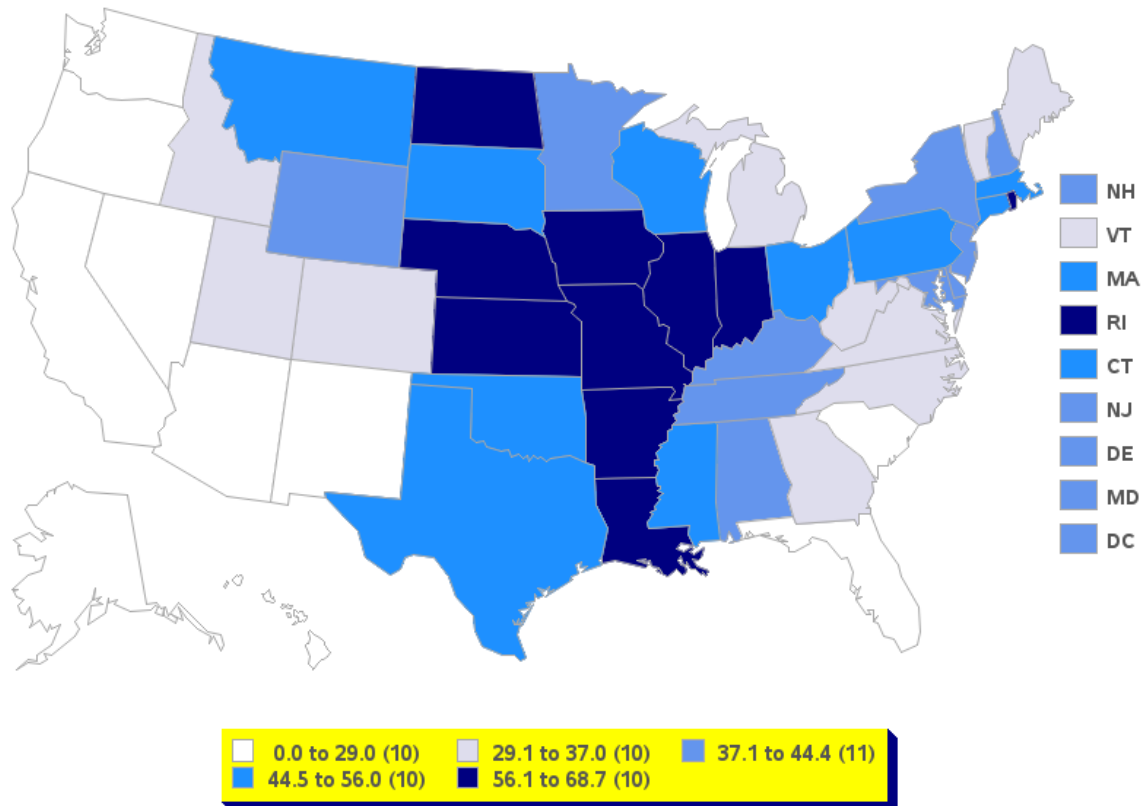 NH
VT
MA
RI
CT
NJ
DE
MD
DC
0.0 to 29.0 (10) 29.1 to 37.0 (10) 37.1 to 44.4 (11)
44.5 to 56.0 (10) 56.1 to 68.7 (10)